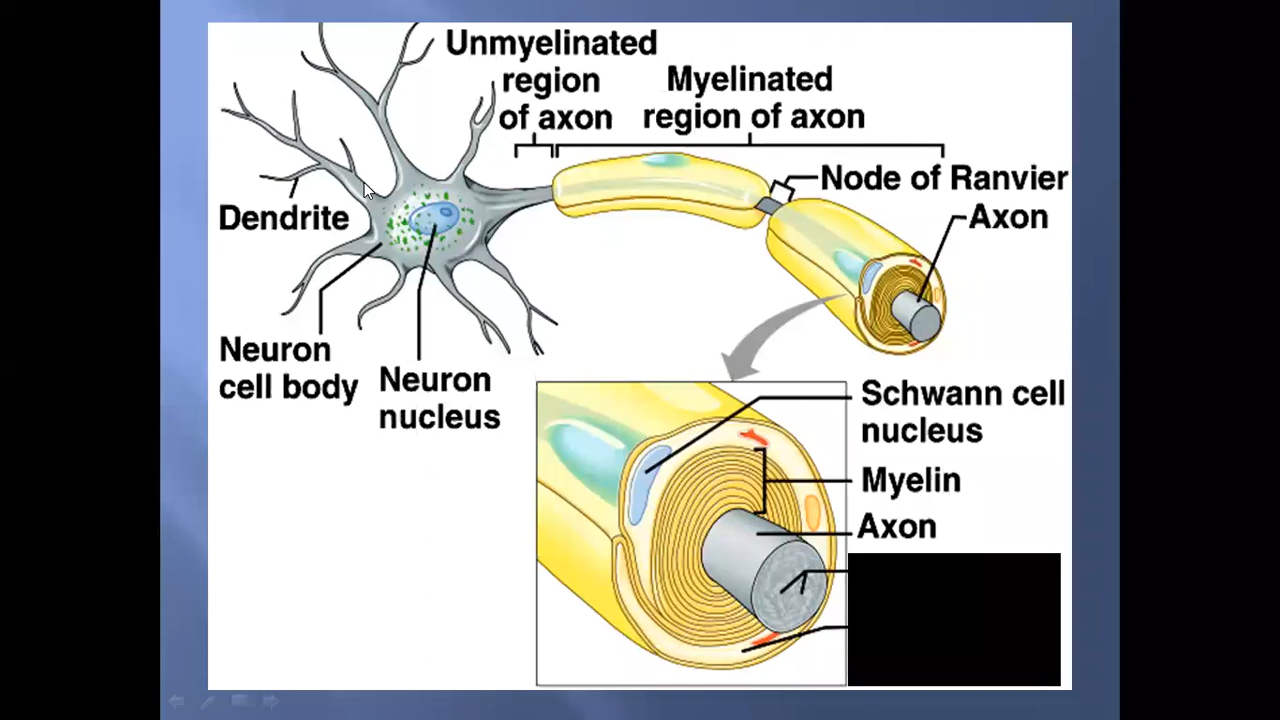 Unmyelinated
region
of axon
Myelinated
region of axon
Node of Ranvier
Axon
Dendrite
Neuron
cell body
Neuron
nucleus
Schwann cell
nucleus
Myelin
Axon